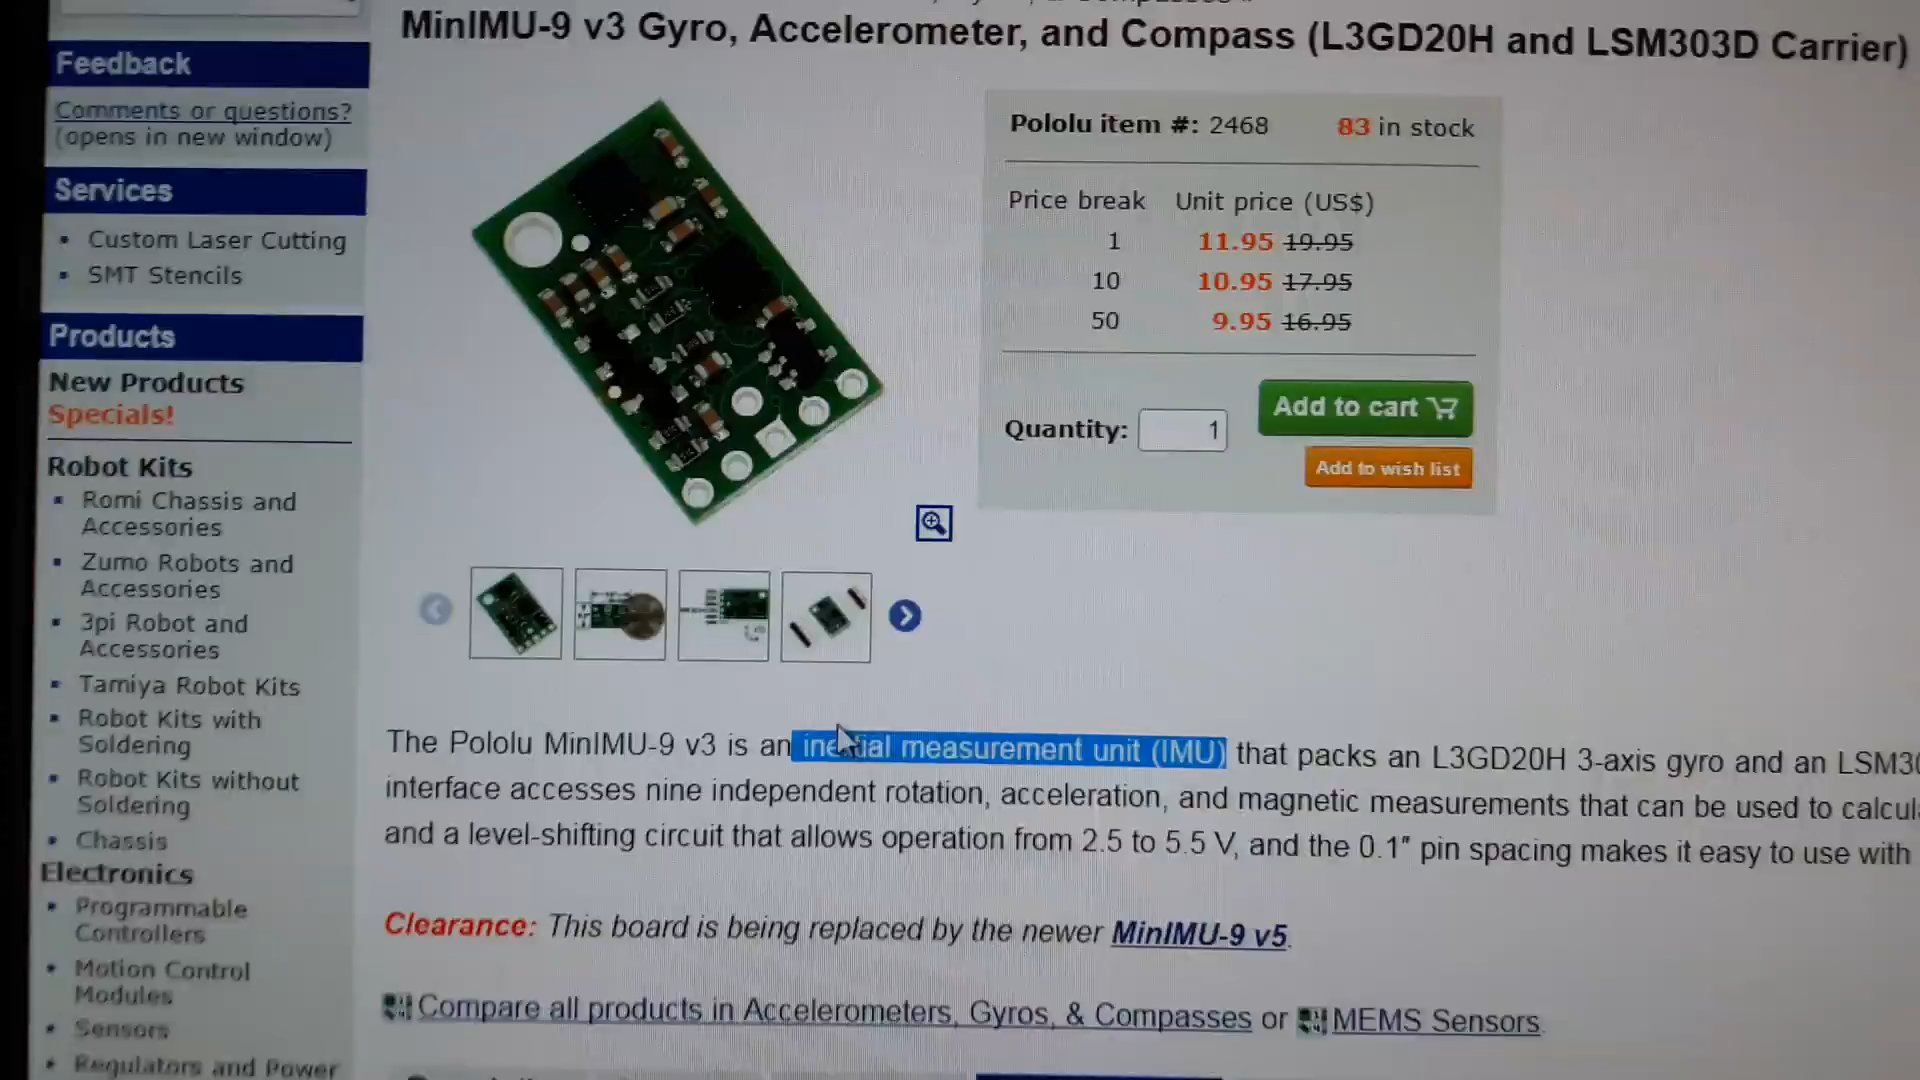 MinIMU-9 v3 Gyro, Accelerometer, and Compass (L3GD20H and LSM303D Carrier)
Feedback
Comments or questions?
(opens in new window)
Services
Custom Laser Cutting
SMT Stencils
Products
New Products
Specials!
Robot Kits
Romi Chassis and
Accessories
Zumo Robots and
Accessories
3pi Robot and
Accessories
Tamiya Robot Kits
Robot Kits with
Soldering
Robot Kits without
Soldering
Chassis
Electronics
Programmable
Controllers
Motion Control
Modules
Sensors
Regulators and Power
Pololu item #: 2468 83 in stock
Price break Unit price (US$)
1 11.95 19.95
10 10.95 17.95
50 9.95 16.95
Quantity: 1 Add to cart
Add to wish list
The Pololu MinIMU-9 v3 is an inertial measurement unit (IMU) that packs an L3GD20H 3-axis gyro and an
interface accesses nine independent rotation, acceleration, and magnetic measurements that can be used to
and a level-shifting circuit that allows operation from 2.5 to 5.5 V, and the 0.1″ pin spacing makes it easy to use with
Clearance: This board is being replaced by the newer MinIMU-9 v5.
Compare all products in Accelerometers, Gyros, & Compasses or MEMS Sensors.